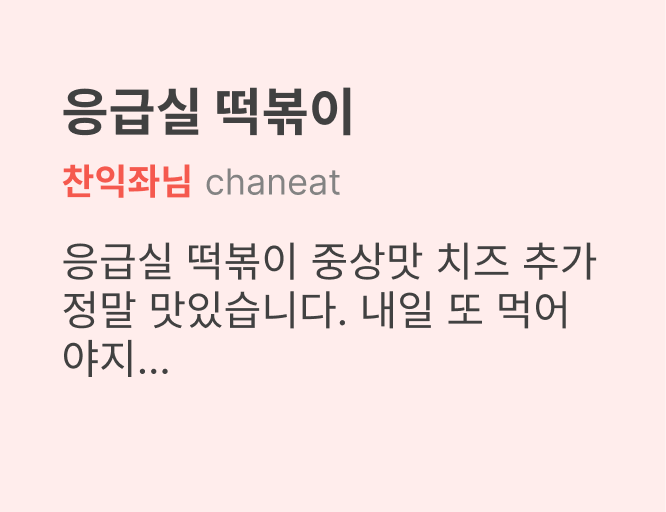 응급실 떡볶이
찬익좌님 chaneat
응급실 떡볶이 중상맛 치즈 추가
정말 맛있습니다. 내일 또 먹어
야지...